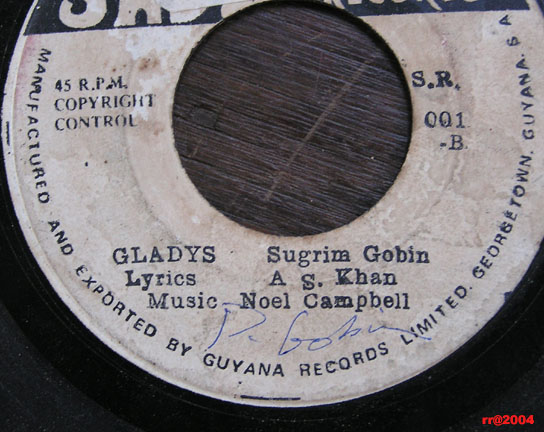 45 R.P.M.
COPYRIGHT
CONTROL
S.R.
001
-B
GLADYS Sugrim Gobin
Lyrics A S. Khan
Music Noel Campbell
P. Gobin
MANUFACTURED AND EXPORTED BY GUYANA RECORDS LIMITED. GEORGETOWN. GUYANA. S.A
rr@2004